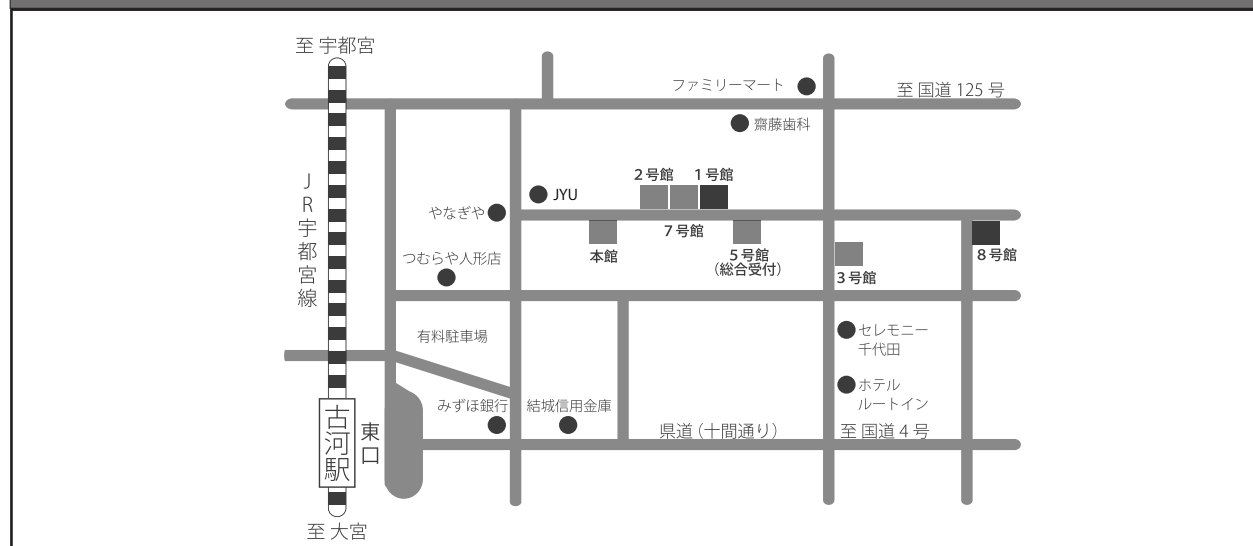 至 宇都宮
ファミリーマート
至 国道 125 号
齋藤歯科
2 号館
1 号館
JR宇都宮線
JYU
やなぎや
7 号館
本館
5 号館
（総合受付）
8 号館
つむらや人形店
3 号館
有料駐車場
セレモニー
千代田
ホテル
ルートイン
みずほ銀行
結城信用金庫
古河駅
東口
県道（十間通り）
至 国道 4 号
至 大宮